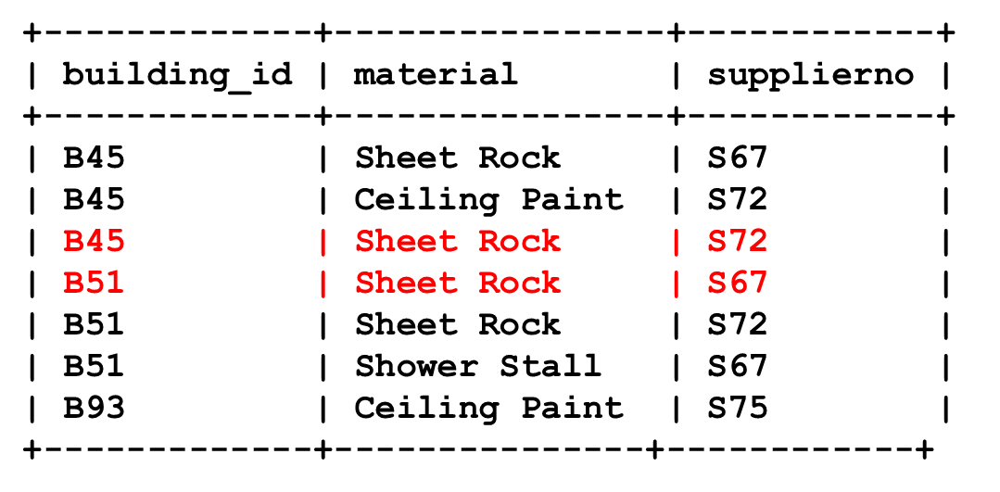 +-------------+----------------+------------+
| building_id | material       | supplierno |
+-------------+----------------+------------+
| B45         | Sheet Rock     | S67        |
| B45         | Ceiling Paint  | S72        |
| B45         | Sheet Rock     | S72        |
| B51         | Sheet Rock     | S67        |
| B51         | Sheet Rock     | S72        |
| B51         | Shower Stall   | S67        |
| B93         | Ceiling Paint  | S75        |
+-------------+---------------+------------+